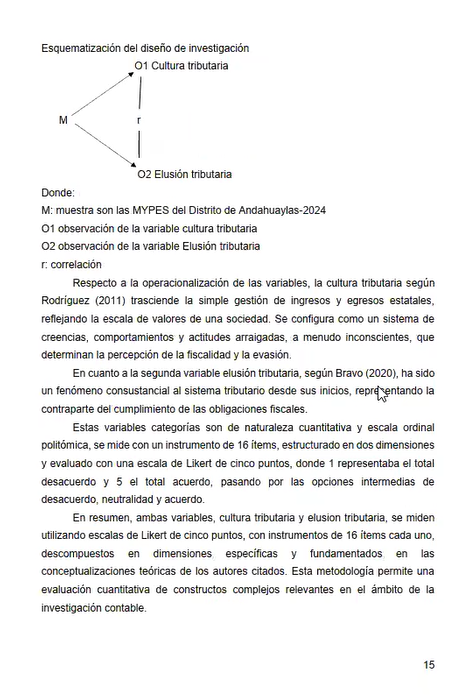 Esquematización del diseño de investigación
O1 Cultura tributaria
M
r
O2 Elusión tributaria
Donde:
M: muestra son las MYPES del Distrito de Andahuaylas-2024
O1 observación de la variable cultura tributaria
O2 observación de la variable Elusión tributaria
r: correlación
Respecto a la operacionalización de las variables, la cultura tributaria según
Rodríguez (2011) trasciende la simple gestión de ingresos y egresos estatales,
reflejando la escala de valores de una sociedad. Se configura como un sistema de
creencias, comportamientos y actitudes arraigadas, a menudo inconscientes, que
determinan la percepción de la fiscalidad y la evasión.
En cuanto a la segunda variable elusión tributaria, según Bravo (2020), ha sido
un fenómeno consustancial al sistema tributario desde sus inicios, representando la
contraparte del cumplimiento de las obligaciones fiscales.
Estas variables categorías son de naturaleza cuantitativa y escala ordinal
politómica, se mide con un instrumento de 16 ítems, estructurado en dos dimensiones
y evaluado con una escala de Likert de cinco puntos, donde 1 representaba el total
desacuerdo y 5 el total acuerdo, pasando por las opciones intermedias de
desacuerdo, neutralidad y acuerdo.
En resumen, ambas variables, cultura tributaria y elusion tributaria, se miden
utilizando escalas de Likert de cinco puntos, con instrumentos de 16 ítems cada uno,
descompuestos en dimensiones específicas y fundamentados en las
conceptualizaciones teóricas de los autores citados. Esta metodología permite una
evaluación cuantitativa de constructos complejos relevantes en el ámbito de la
investigación contable.
15